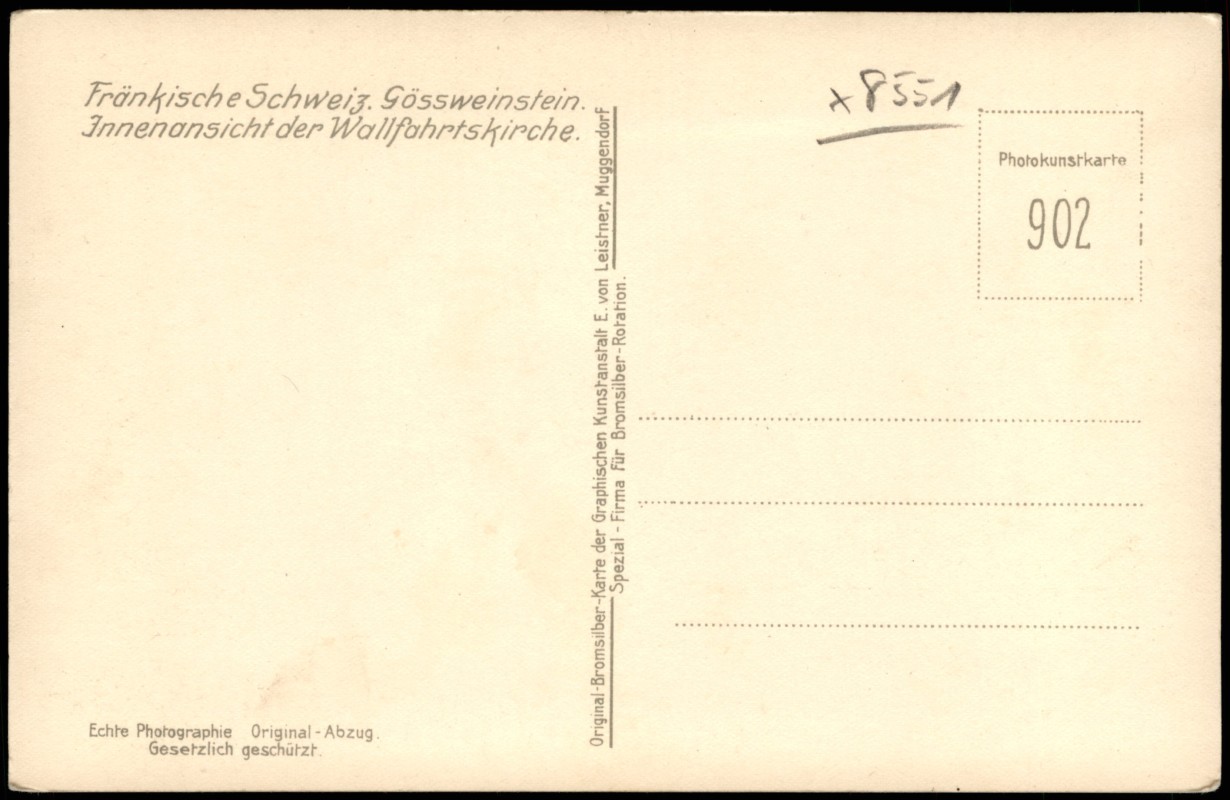 Fränkische Schweiz. Gössweinstein.
Innenansicht der Wallfahrtskirche.
x 8551
Photokunstkarte
902
Original-Bromsilber-Karte der Graphischen Kunstanstalt E. von Leistner, Muggendorf
Spezial-Firma für Bromsilber-Rotation.
Echte Photographie Original-Abzug.
Gesetzlich geschützt.